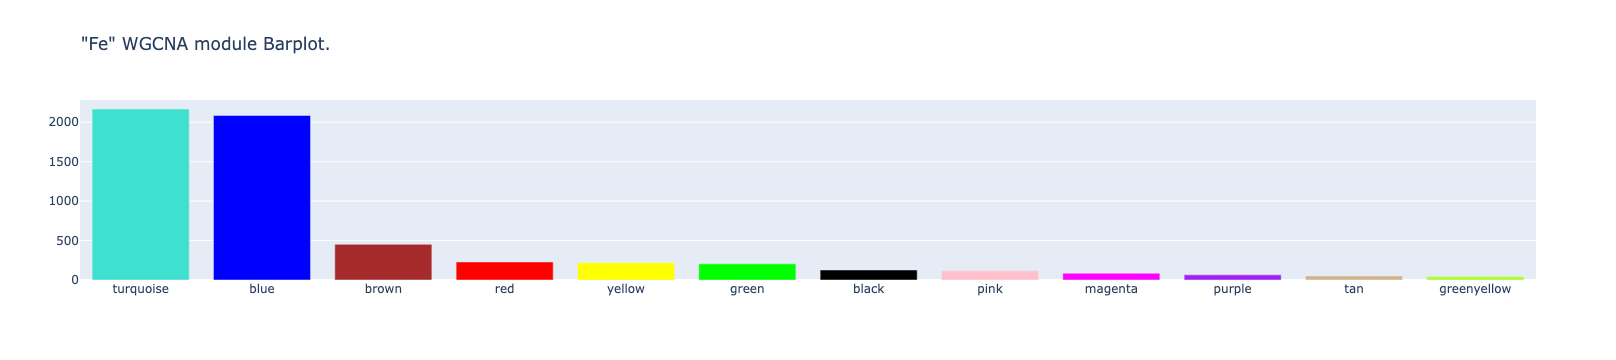 "Fe" WGCNA module Barplot.
2000
1500
1000
500
0
turquoise blue brown red yellow green black pink magenta purple tan greenyellow